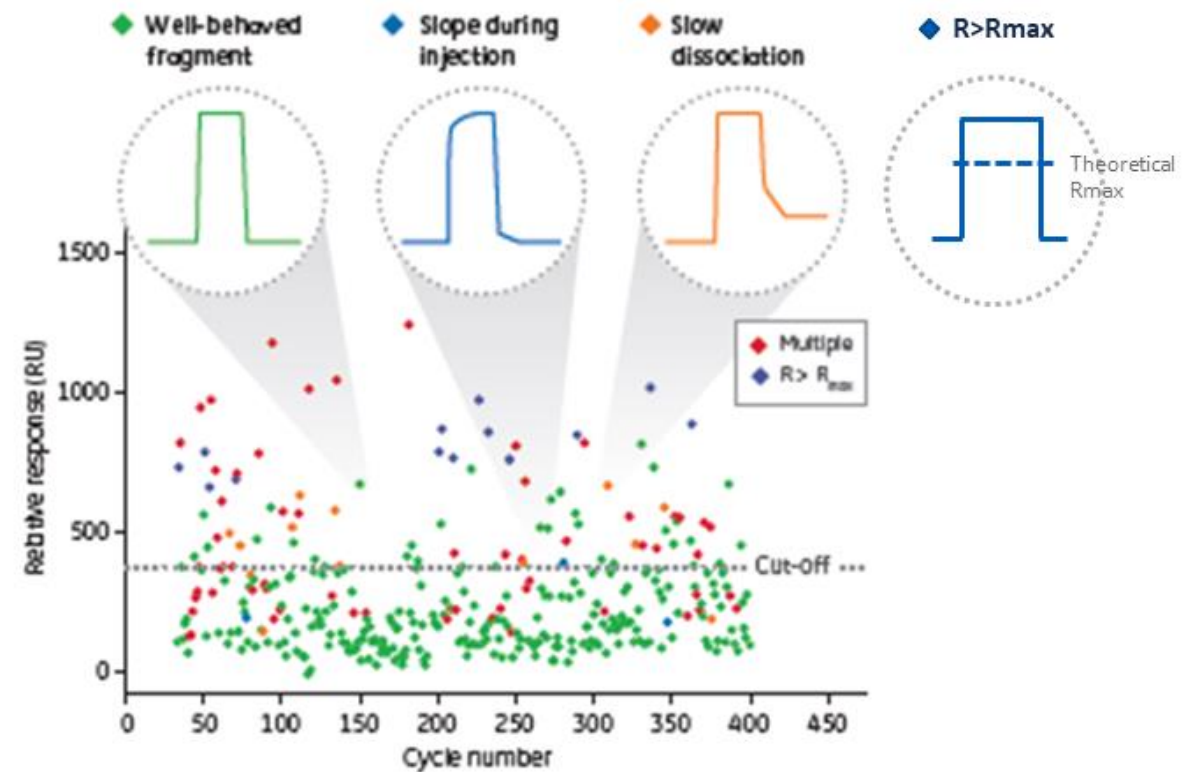 Well-behaved
fragment
Slope during
injection
Slow
dissociation
R>Rmax
Theoretical
Rmax
1500
1000
500
0
Relative response (RU)
Multiple
R> Rmax
Cut-off
0 50 100 150 200 250 300 350 400 450
Cycle number